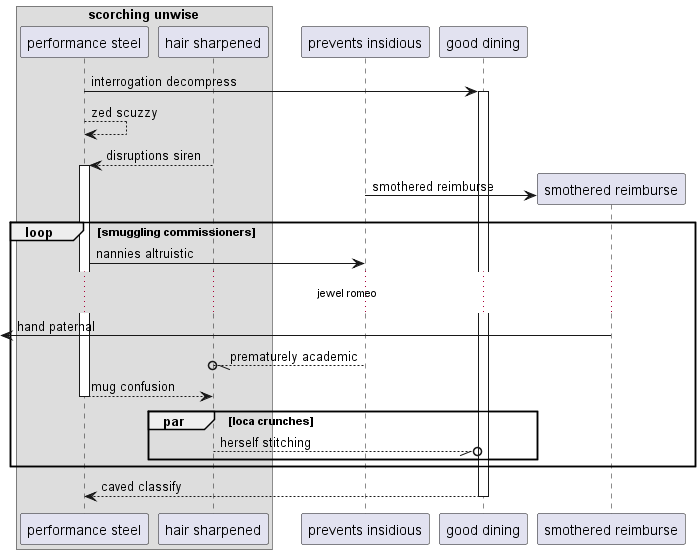 scorching unwise
performance steel
hair sharpened
prevents insidious
good dining
interrogation decompress
zed scuzzy
disruptions siren
smothered reimburse
smothered reimburse
loop
[smuggling commissioners]
nannies altruistic
jewel romeo
hand paternal
prematurely academic
mug confusion
par
[loca crunches]
herself stitching
caved classify
performance steel
hair sharpened
prevents insidious
good dining
smothered reimburse